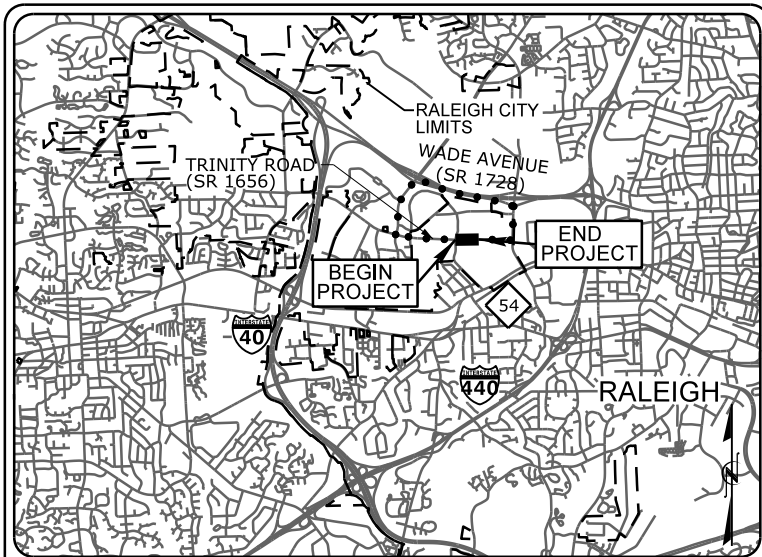 RALEIGH CITY
LIMITS
WADE AVENUE
(SR 1728)
TRINITY ROAD
(SR 1656)
END
PROJECT
BEGIN
PROJECT
54
INTERSTATE
40
INTERSTATE
440
RALEIGH
N